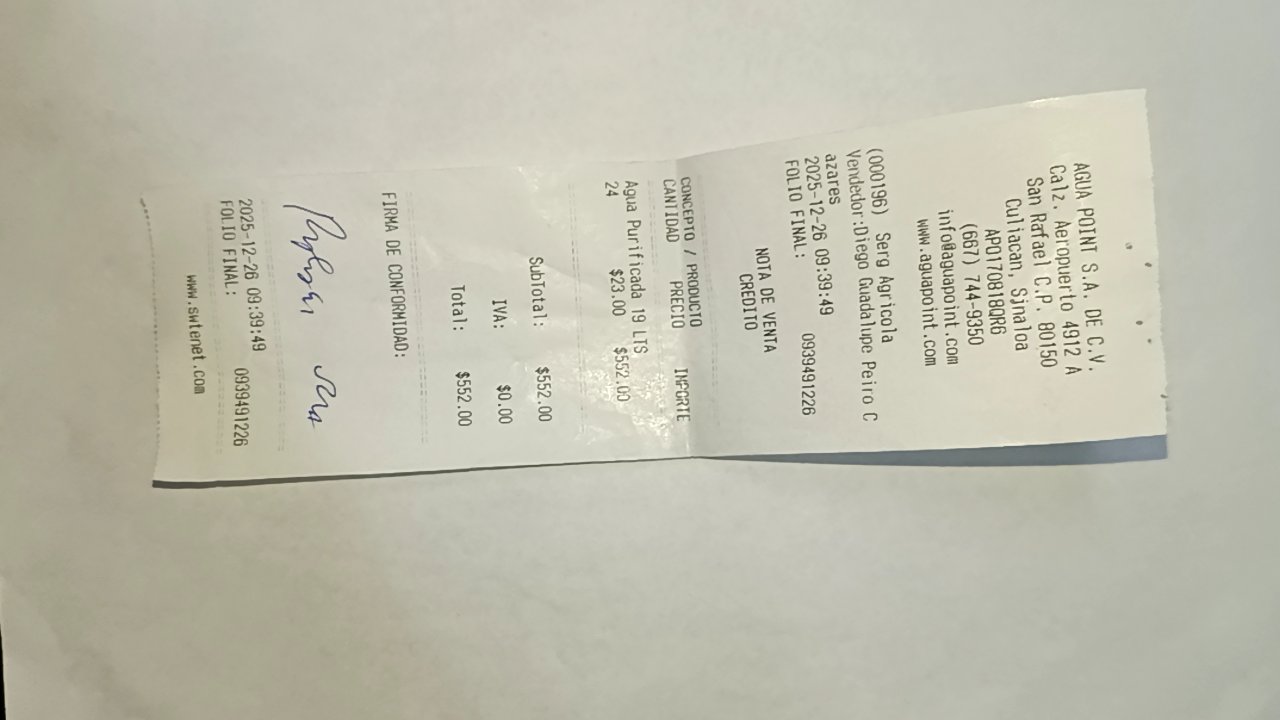 AGUA POINT S.A. DE C.V.
Calz. Aeropuerto 4912 A
San Rafael C.P. 80150
Culiacan, Sinaloa
APO170818QR6
(667) 744-9350
info@aguapoint.com
www.aguapoint.com
(000196) Serg Agricola
Vendedor:Diego Guadalupe Peiro C
azares
2025-12-26 09:39:49 0939491226
FOLIO FINAL:
NOTA DE VENTA
CREDITO
CONCEPTO / PRODUCTO
CANTIDAD PRECIO IMPORTE
Agua Purificada 19 LTS
24 $23.00 $552.00
SubTotal: $552.00
IVA: $0.00
Total: $552.00
FIRMA DE CONFORMIDAD:
2025-12-26 09:39:49
FOLIO FINAL: 0939491226
www.swtenet.com